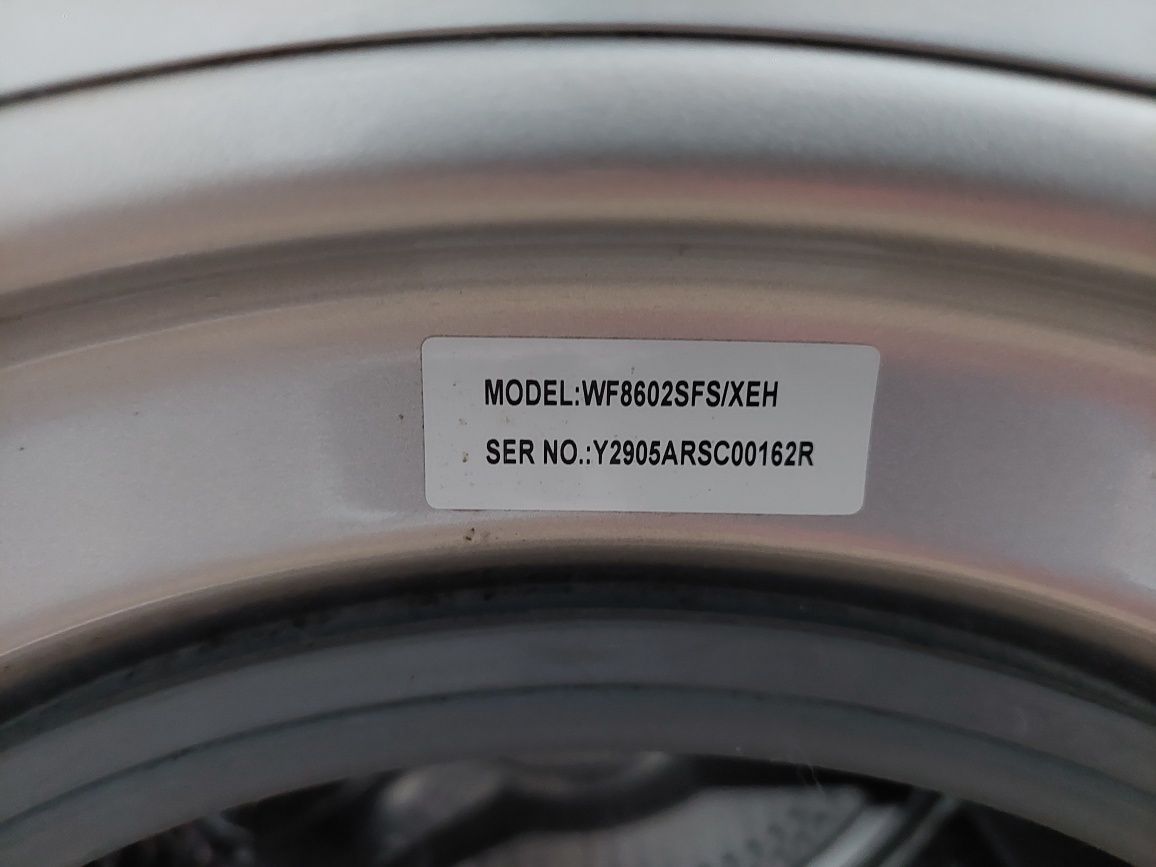 MODEL:WF8602SFS/XEH
SER NO.:Y2905ARSC00162R